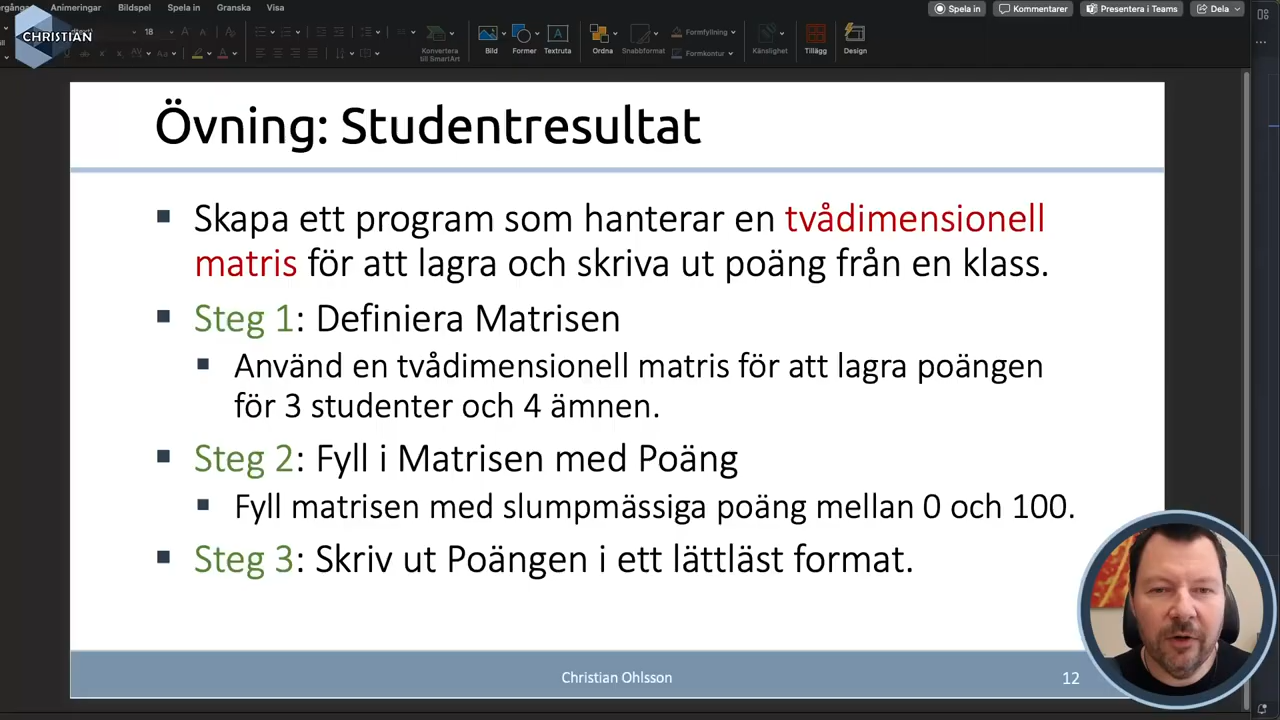 Animeringar Bildspel Spela in Granska Visa
Spela in Kommentarer Presentera i Teams Dela
CHRISTIAN
18
Konvertera till SmartArt
Bild Former Textruta Ordna Snabbformat
Formfyllning
Formkontur
Känslighet Tillägg Design
Övning: Studentresultat
Skapa ett program som hanterar en tvådimensionell
matris för att lagra och skriva ut poäng från en klass.
Steg 1: Definiera Matrisen
Använd en tvådimensionell matris för att lagra poängen
för 3 studenter och 4 ämnen.
Steg 2: Fyll i Matrisen med Poäng
Fyll matrisen med slumpmässiga poäng mellan 0 och 100.
Steg 3: Skriv ut Poängen i ett lättläst format.
Christian Ohlsson
12